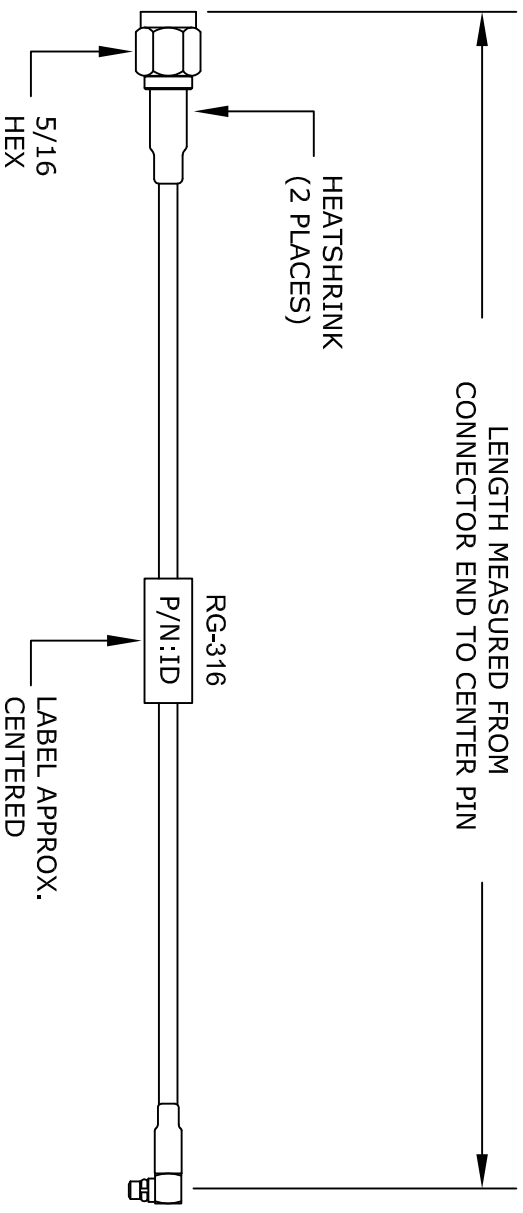 LENGTH MEASURED FROM
CONNECTOR END TO CENTER PIN
HEATSHRINK
(2 PLACES)
RG-316
P/N:ID
5/16
HEX
LABEL APPROX.
CENTERED